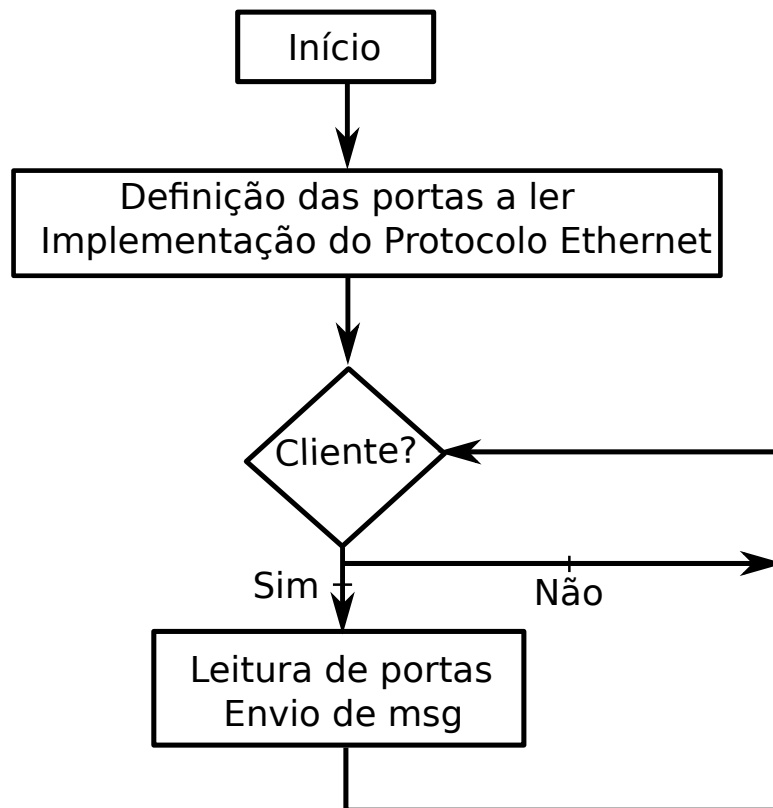 Início
Definição das portas a ler
Implementação do Protocolo Ethernet
Cliente?
Sim
Não
Leitura de portas
Envio de msg